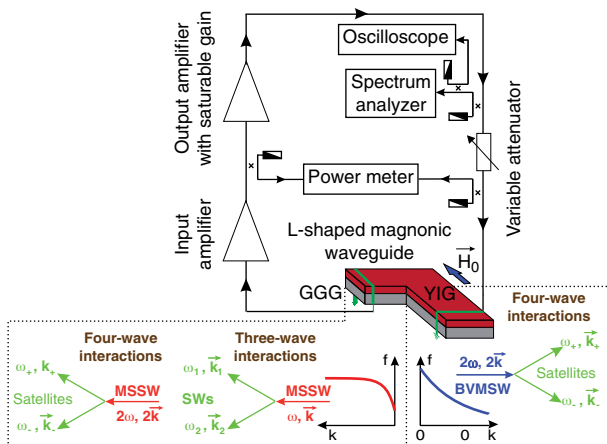 Output amplifier
with saturable gain
Input
amplifier
Oscilloscope
Spectrum
analyzer
Power meter
Variable attenuator
L-shaped magnonic
waveguide
H₀
GGG
YIG
Four-wave
interactions
ω₊, k₊
Satellites
ω₋, k₋
MSSW
2ω, 2k
Three-wave
interactions
ω₁, k₁
SWs
ω₂, k₂
MSSW
ω, k
f
k
0
f
0
0
k
2ω, 2k
BVMSW
Four-wave
interactions
ω₊, k₊
Satellites
ω₋, k₋